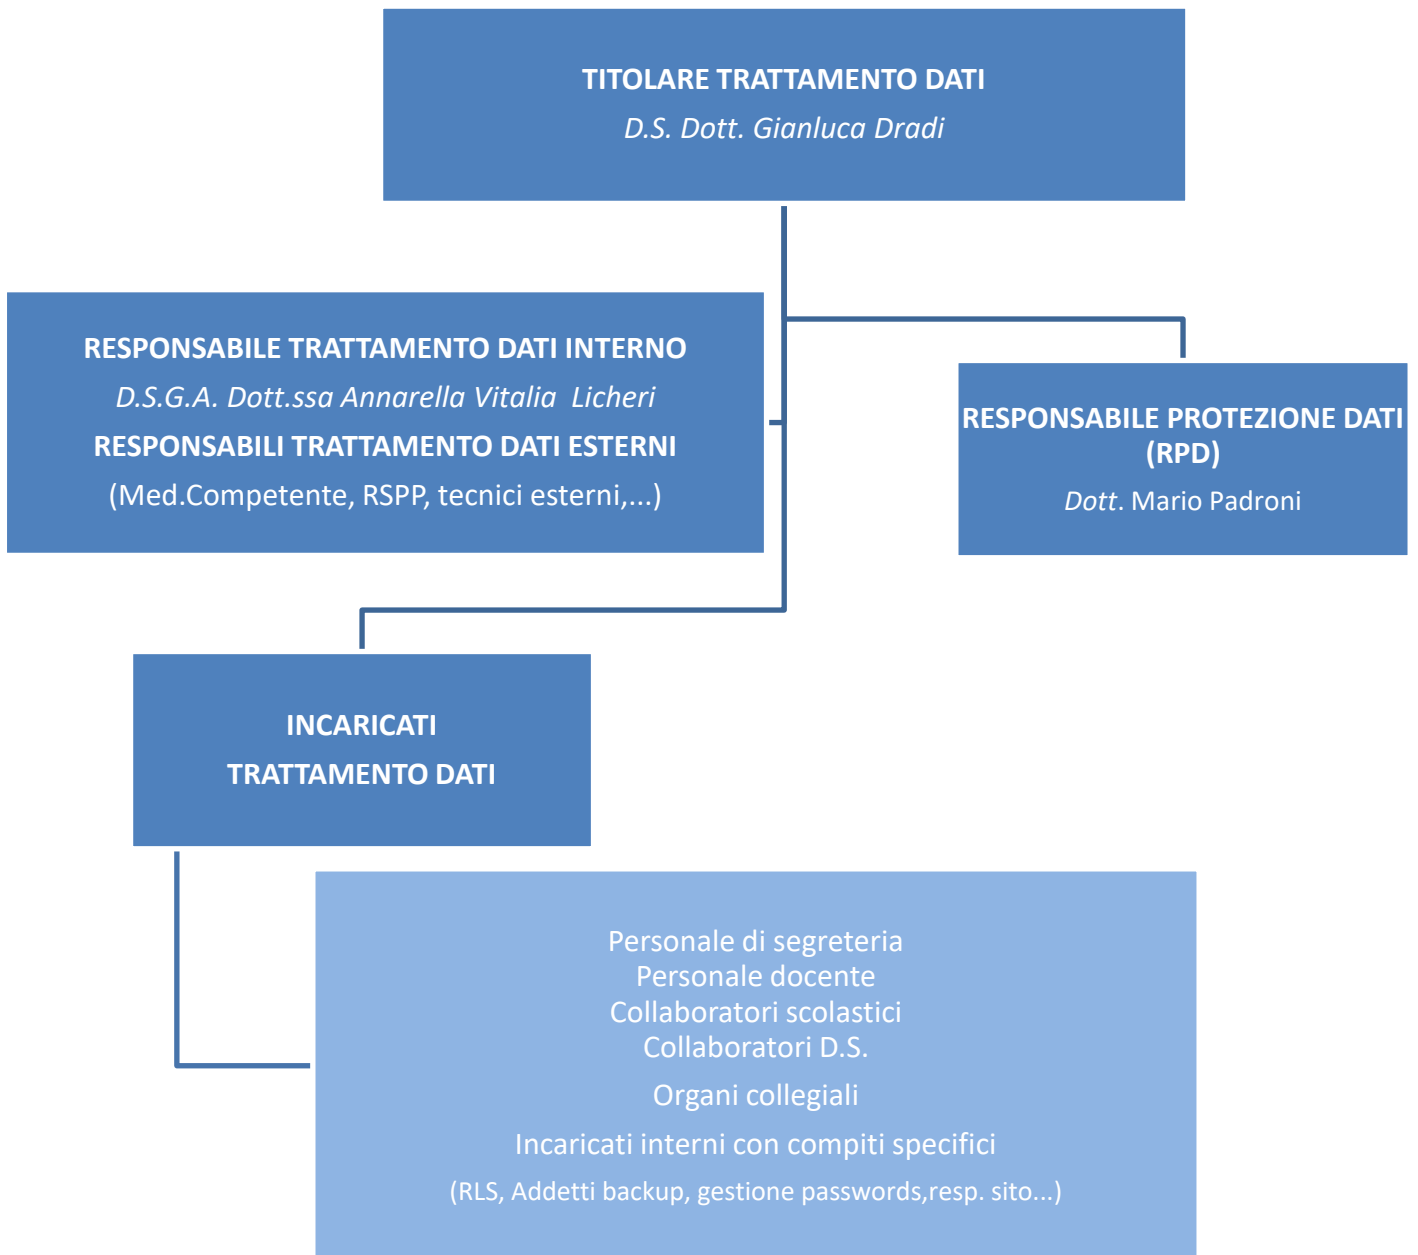 TITOLARE TRATTAMENTO DATI
D.S. Dott. Gianluca Dradi
RESPONSABILE TRATTAMENTO DATI INTERNO
D.S.G.A. Dott.ssa Annarella Vitalia  Licheri
RESPONSABILI TRATTAMENTO DATI ESTERNI
(Med.Competente, RSPP, tecnici esterni,...)
RESPONSABILE PROTEZIONE DATI
(RPD)
Dott. Mario Padroni
INCARICATI
TRATTAMENTO DATI
Personale di segreteria
Personale docente
Collaboratori scolastici
Collaboratori D.S.
Organi collegiali
Incaricati interni con compiti specifici
(RLS, Addetti backup, gestione passwords,resp. sito...)